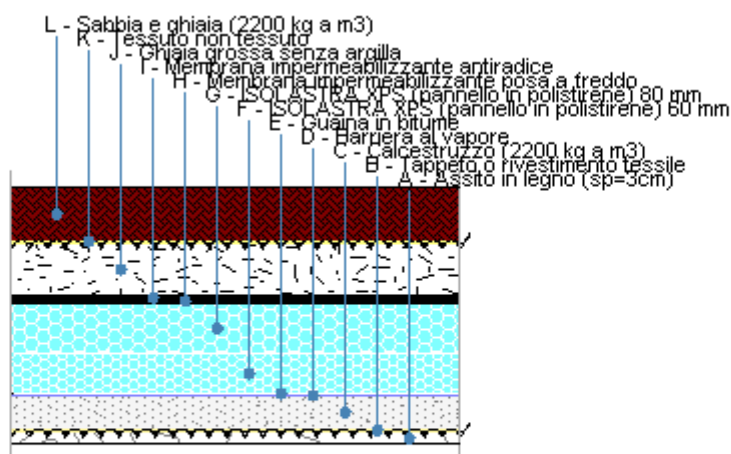 L - Sabbia e ghiaia (2200 kg a m3)
K - Tessuto non tessuto
J - Ghiaia grossa senza argilla
I - Membrana impermeabilizzante antiradice
H - Membrana impermeabilizzante posa a freddo
G - ISOLASTRA XPS (pannello in polistirene) 80 mm
F - ISOLASTRA XPS (pannello in polistirene) 60 mm
E - Guaina in bitume
D - Barriera al vapore
C - Calcestruzzo (2200 kg a m3)
B - Tappeto o rivestimento tessile
A - Assito in legno (sp=3cm)